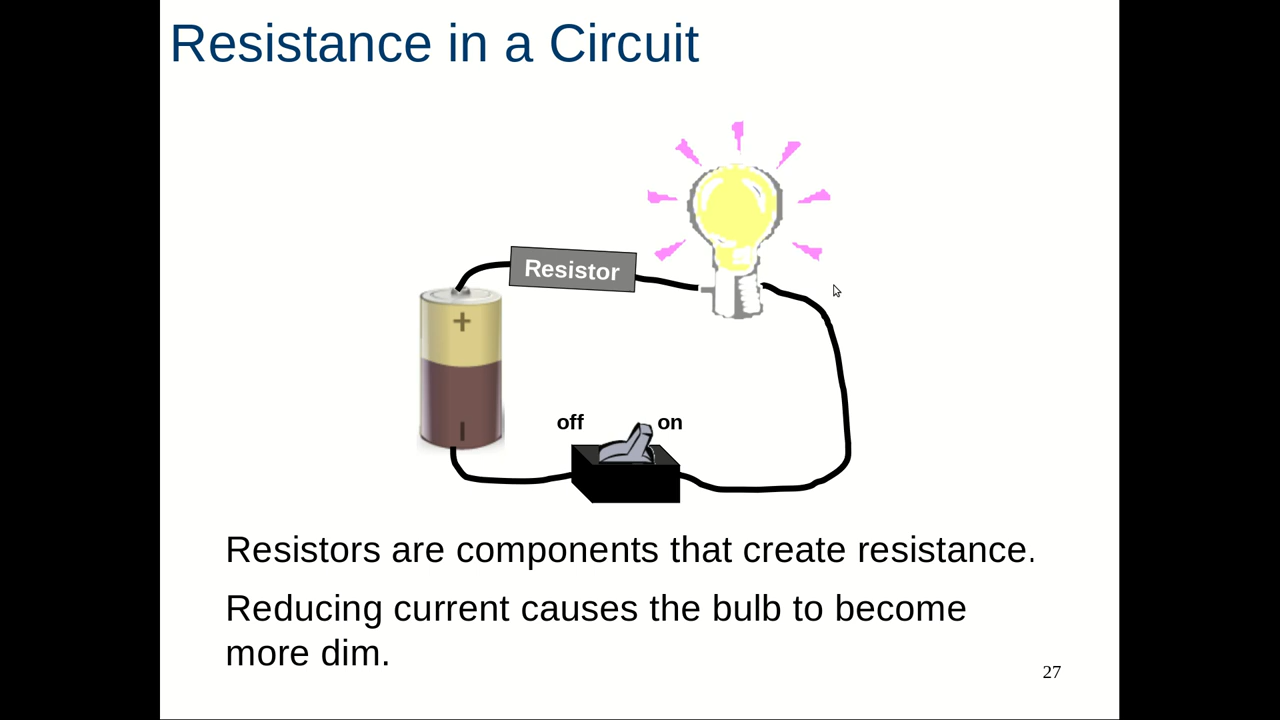 Resistance in a Circuit
Resistor
+
off on
Resistors are components that create resistance.
Reducing current causes the bulb to become
more dim.
27